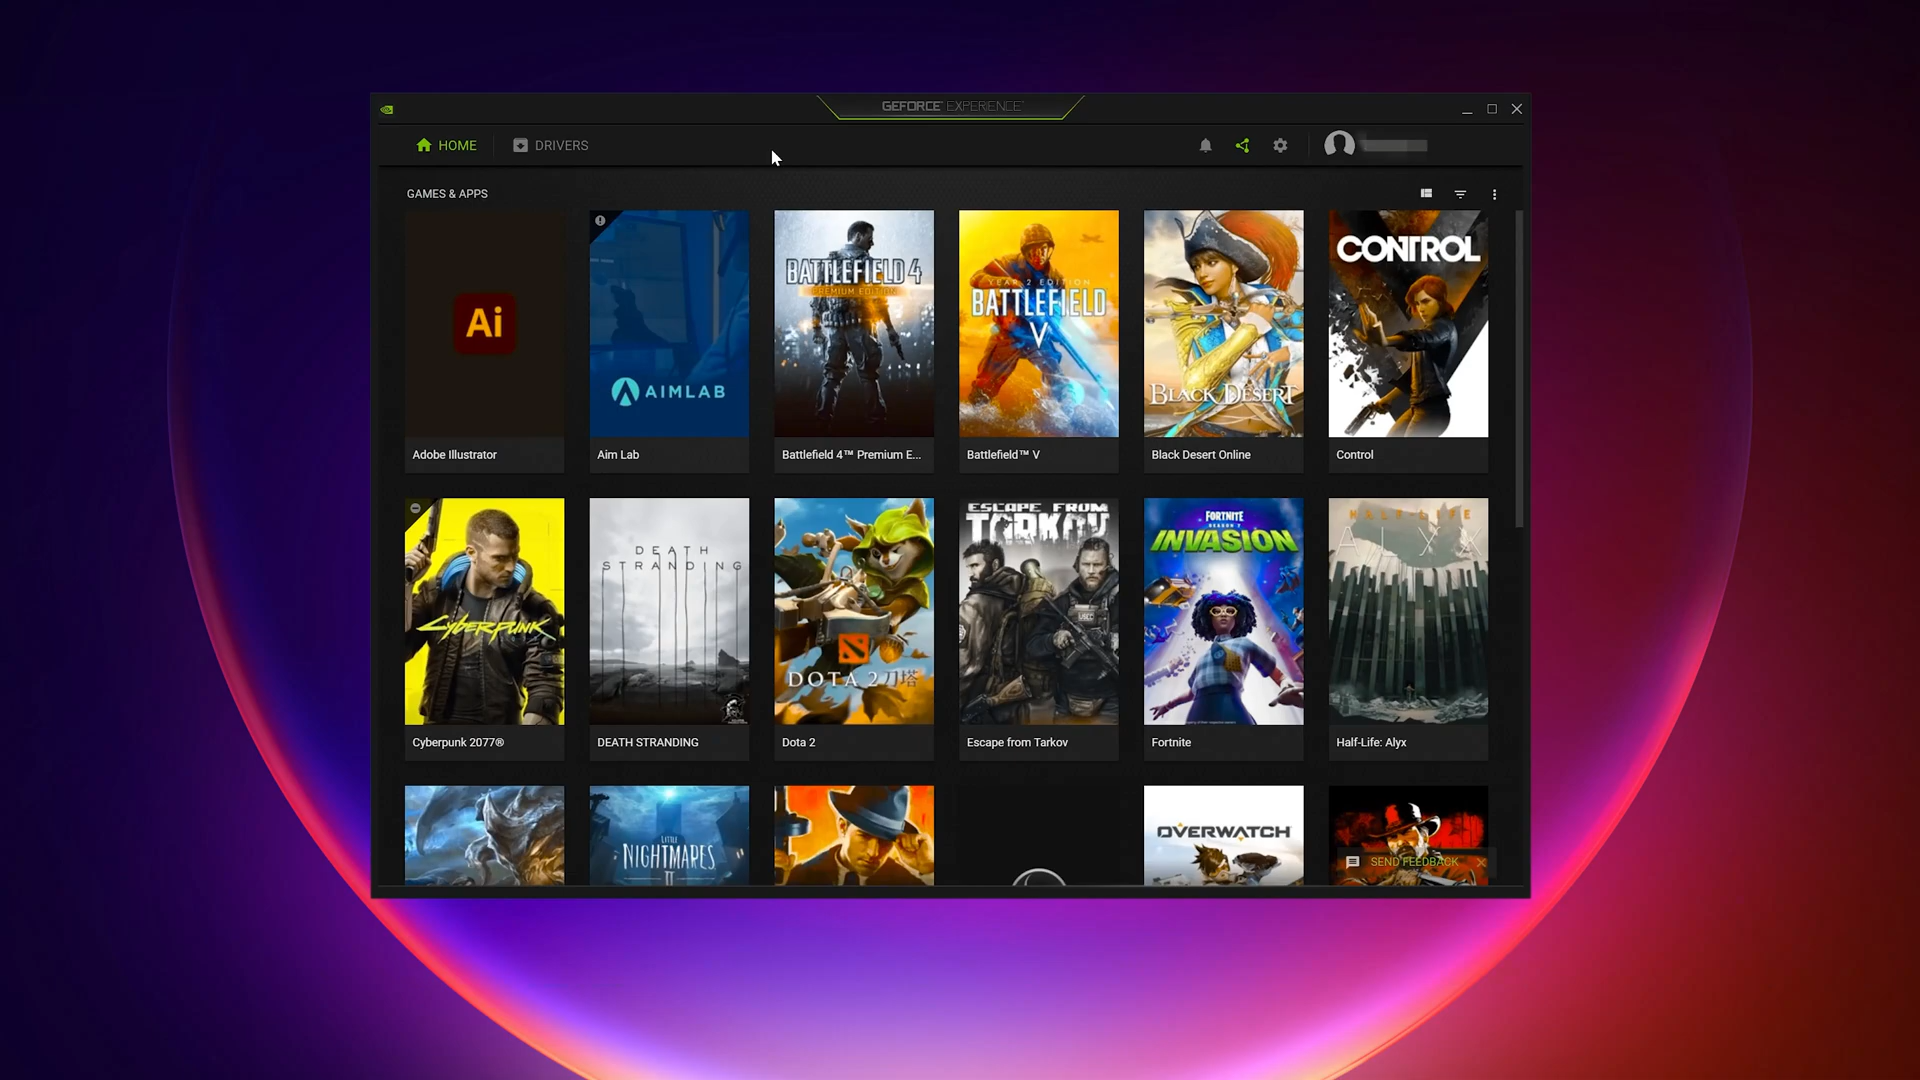 GEFORCE EXPERIENCE
HOME
DRIVERS
GAMES & APPS
Ai
AIMLAB
BATTLEFIELD 4
PREMIUM EDITION
YEAR 2 EDITION
BATTLEFIELD
V
BLACK DESERT
CONTROL
Adobe Illustrator
Aim Lab
Battlefield 4™ Premium E...
Battlefield™ V
Black Desert Online
Control
Cyberpunk
DEATH
STRANDING
DOTA 2 刀塔
ESCAPE FROM
TARKOV
USEC
FORTNITE
SEASON 7
INVASION
HALF-LIFE
ALYX
Cyberpunk 2077®
DEATH STRANDING
Dota 2
Escape from Tarkov
Fortnite
Half-Life: Alyx
LITTLE
NIGHTMARES
II
OVERWATCH
SEND FEEDBACK